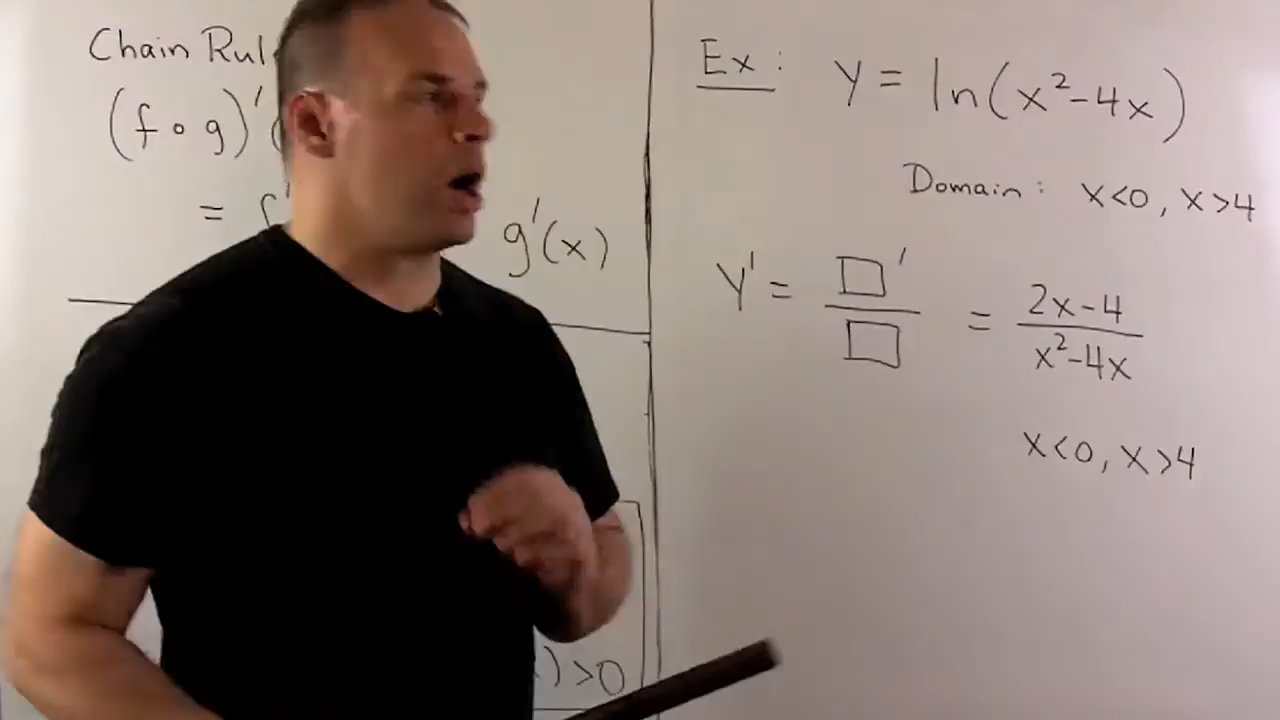 Chain Rul
(f∘g)'(
= f'
g'(x)
) >0
Ex: y = ln(x²-4x)
Domain: x<0, x>4
y' = □'/□ = (2x-4)/(x²-4x)
x<0, x>4